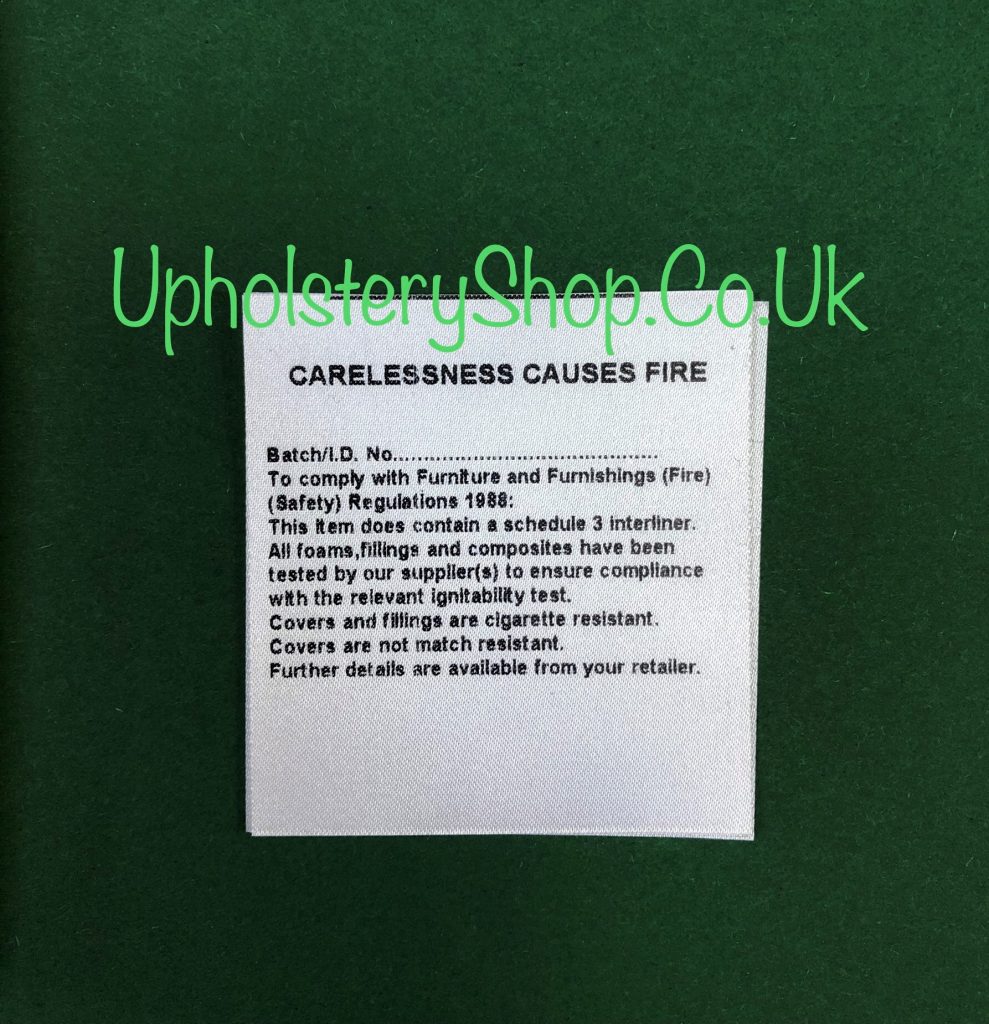 UpholsteryShop.Co.Uk
CARELESSNESS CAUSES FIRE
Batch/I.D. No............................................
To comply with Furniture and Furnishings (Fire)
(Safety) Regulations 1988:
This item does contain a schedule 3 interliner.
All foams,fillings and composites have been
tested by our supplier(s) to ensure compliance
with the relevant ignitability test.
Covers and fillings are cigarette resistant.
Covers are not match resistant.
Further details are available from your retailer.